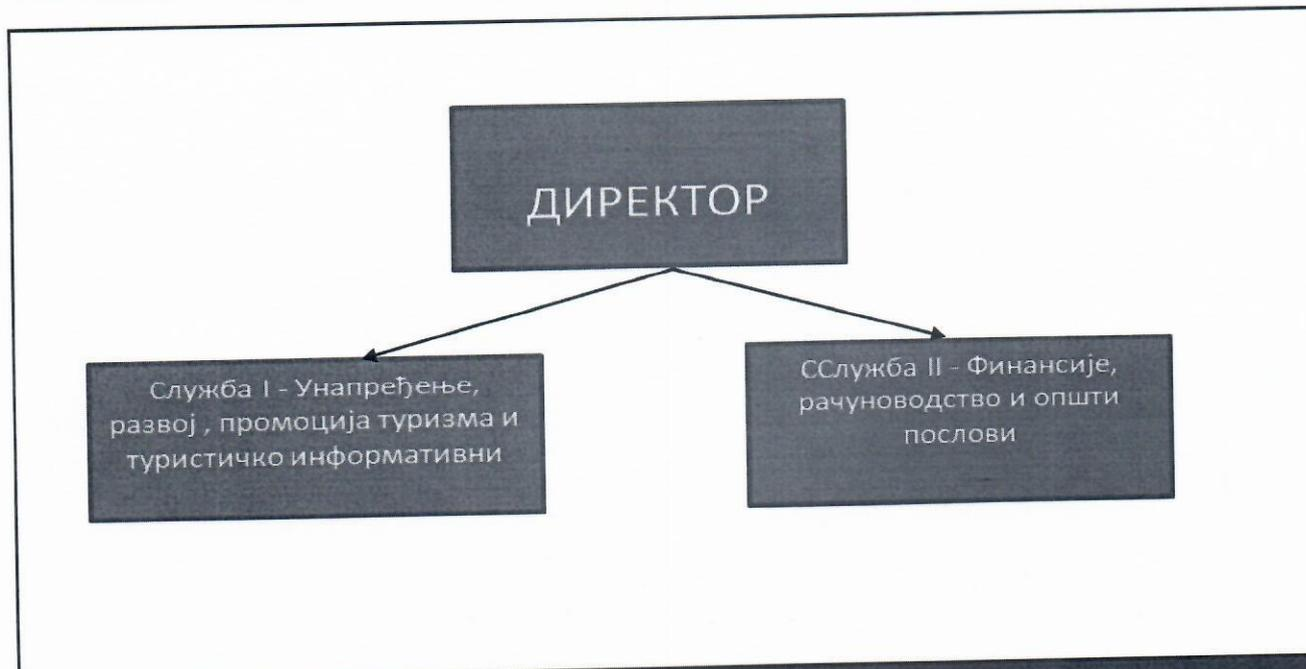 ДИРЕКТОР
Служба I - Унапређење,
развој , промоција туризма и
туристичко информативни
ССлужба II - Финансије,
рачуноводство и општи
послови